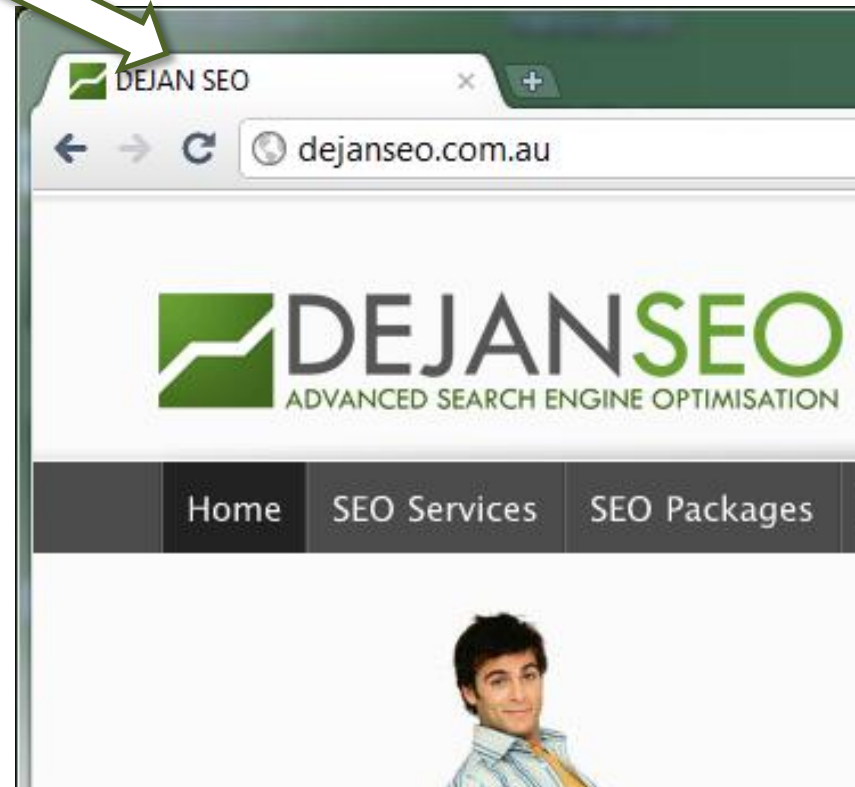 DEJAN SEO
dejanseo.com.au
DEJANSEO
ADVANCED SEARCH ENGINE OPTIMISATION
Home SEO Services SEO Packages